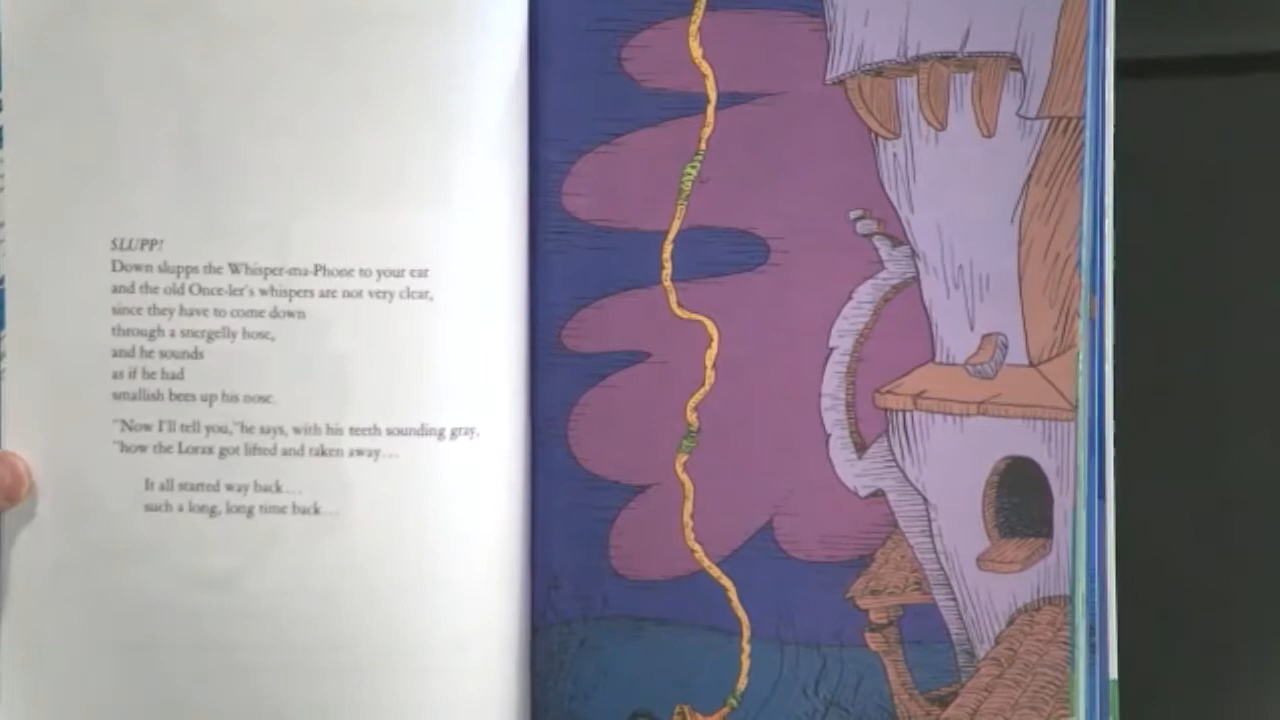 SLUPP!
Down slupps the Whisper-ma-Phone to your ear
and the old Once-ler's whispers are not very clear,
since they have to come down
through a snergelly hose,
and he sounds
as if he had
smallish bees up his nose.
"Now I'll tell you,"he says, with his teeth sounding gray,
"how the Lorax got lifted and taken away...
It all started way back...
such a long, long time back...